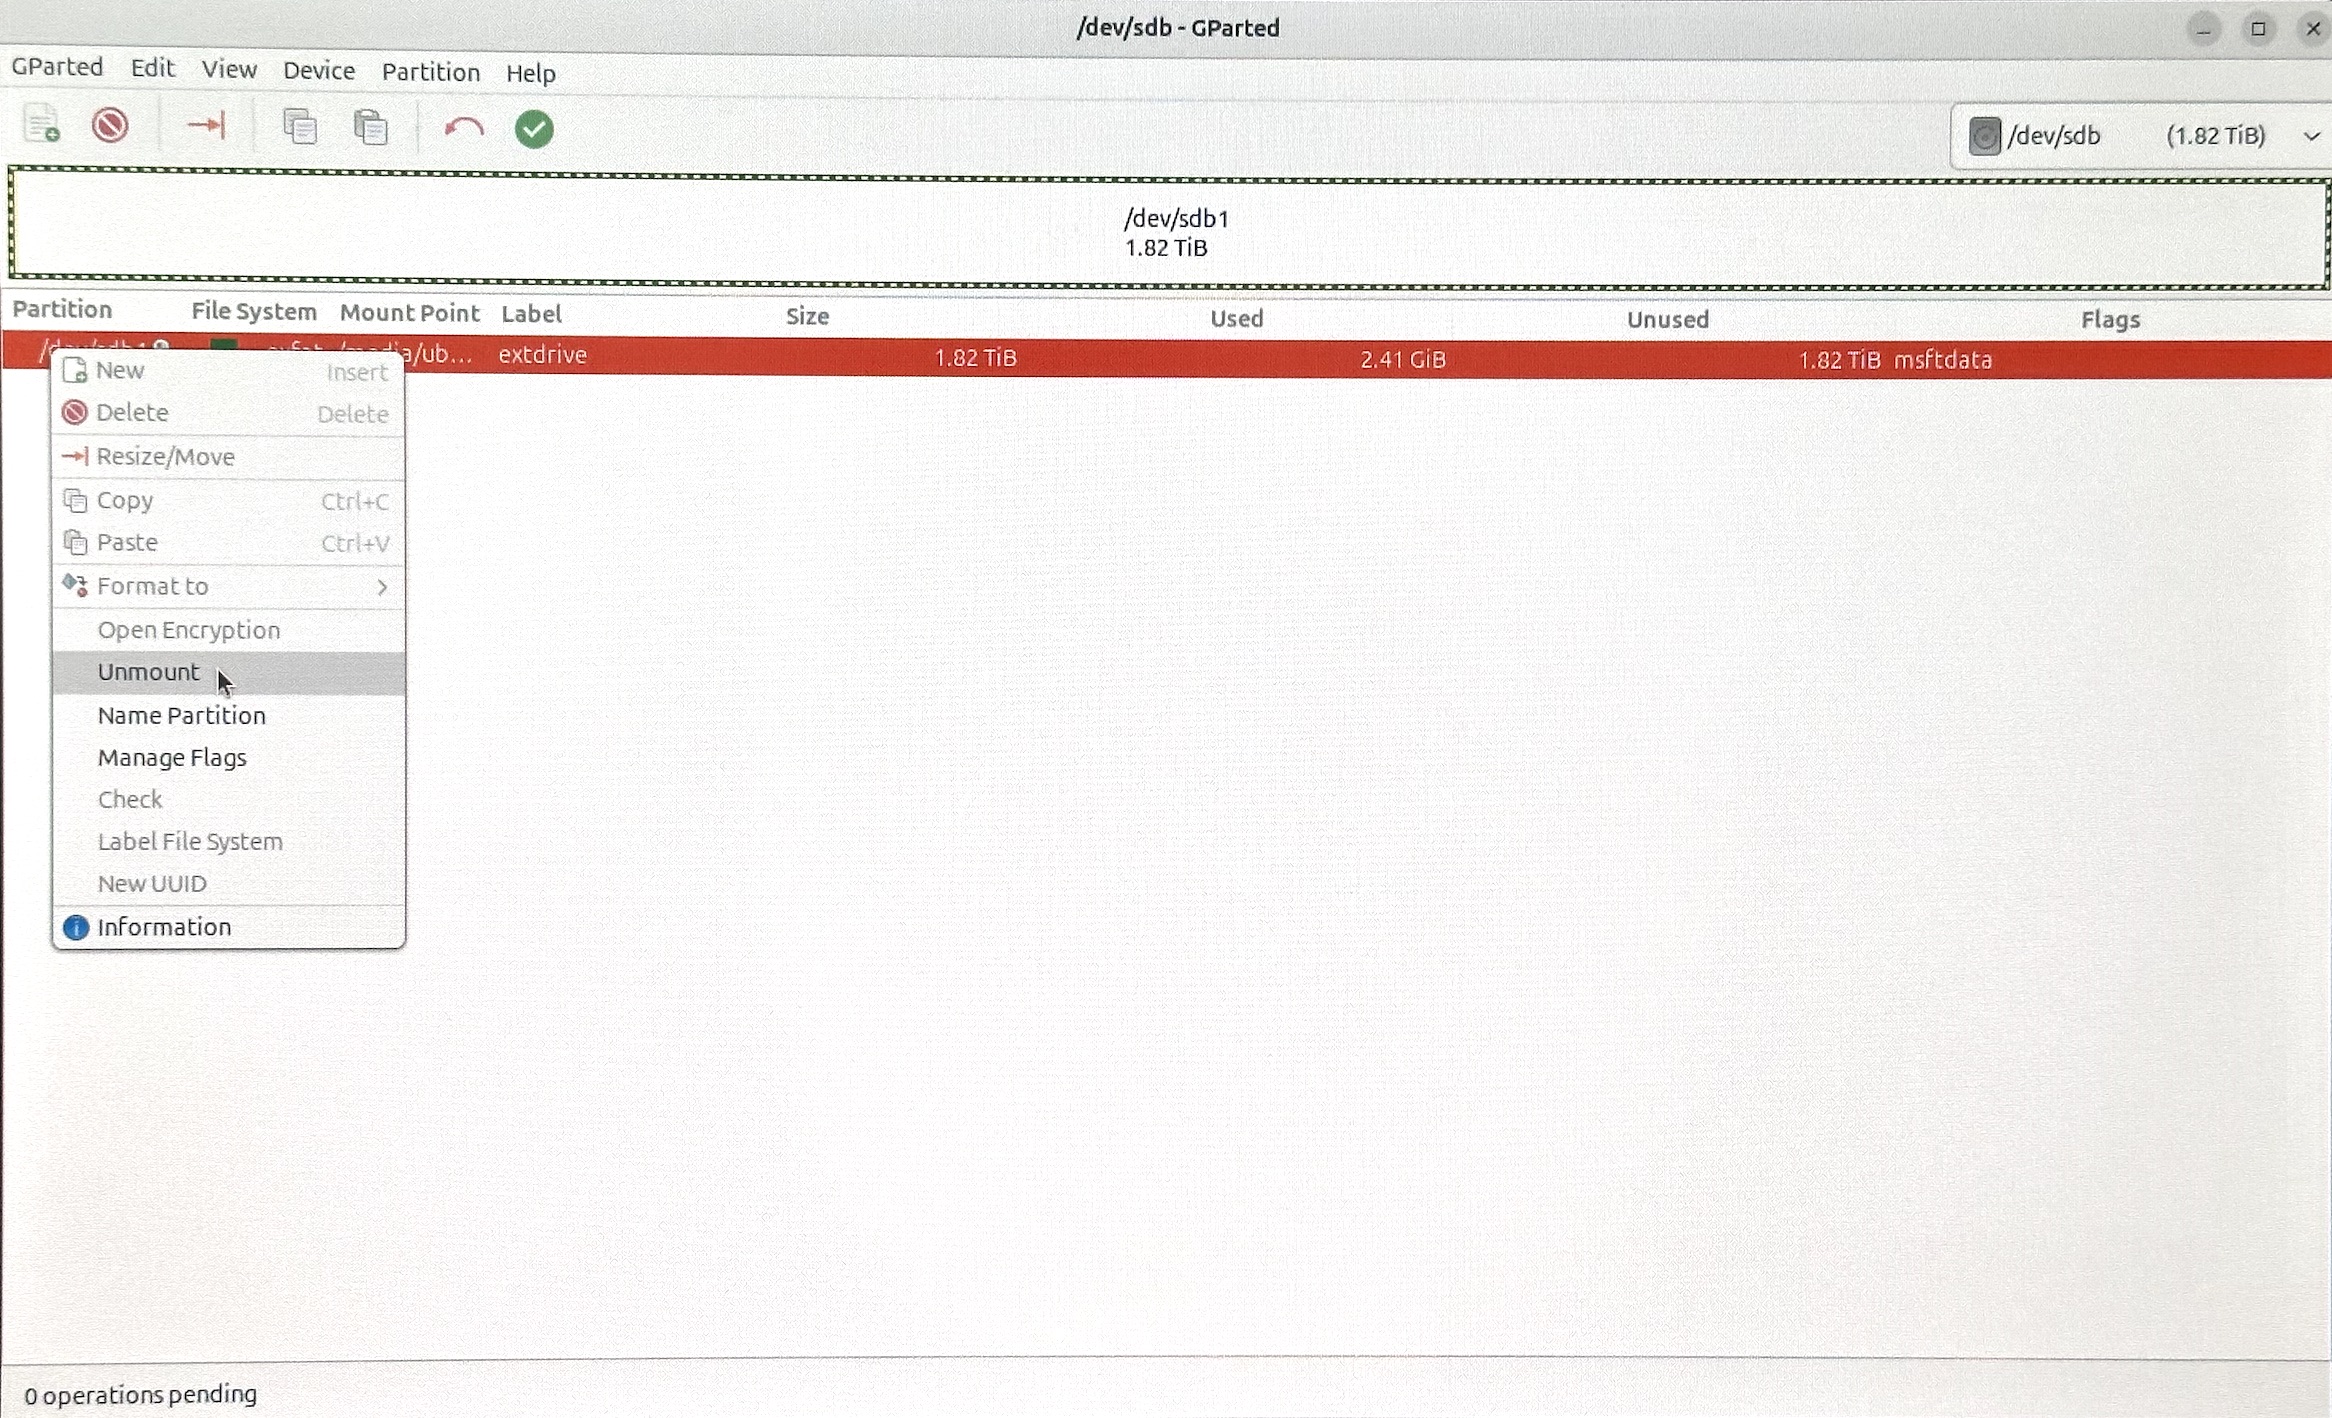 /dev/sdb - GParted
GParted Edit View Device Partition Help
/dev/sdb (1.82 TiB)
/dev/sdb1
1.82 TiB
Partition File System Mount Point Label Size Used Unused Flags
/ub... extdrive 1.82 TiB 2.41 GiB 1.82 TiB msftdata
New Insert
Delete Delete
Resize/Move
Copy Ctrl+C
Paste Ctrl+V
Format to
Open Encryption
Unmount
Name Partition
Manage Flags
Check
Label File System
New UUID
Information
0 operations pending